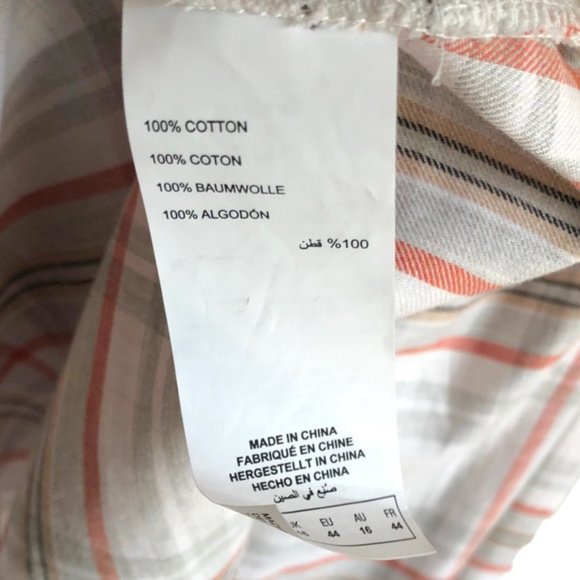 100% COTTON
100% COTON
100% BAUMWOLLE
100% ALGODÓN
%100 قطن
MADE IN CHINA
FABRIQUÉ EN CHINE
HERGESTELLT IN CHINA
HECHO EN CHINA
صنع في الصين
EU AU FR
44 16 44